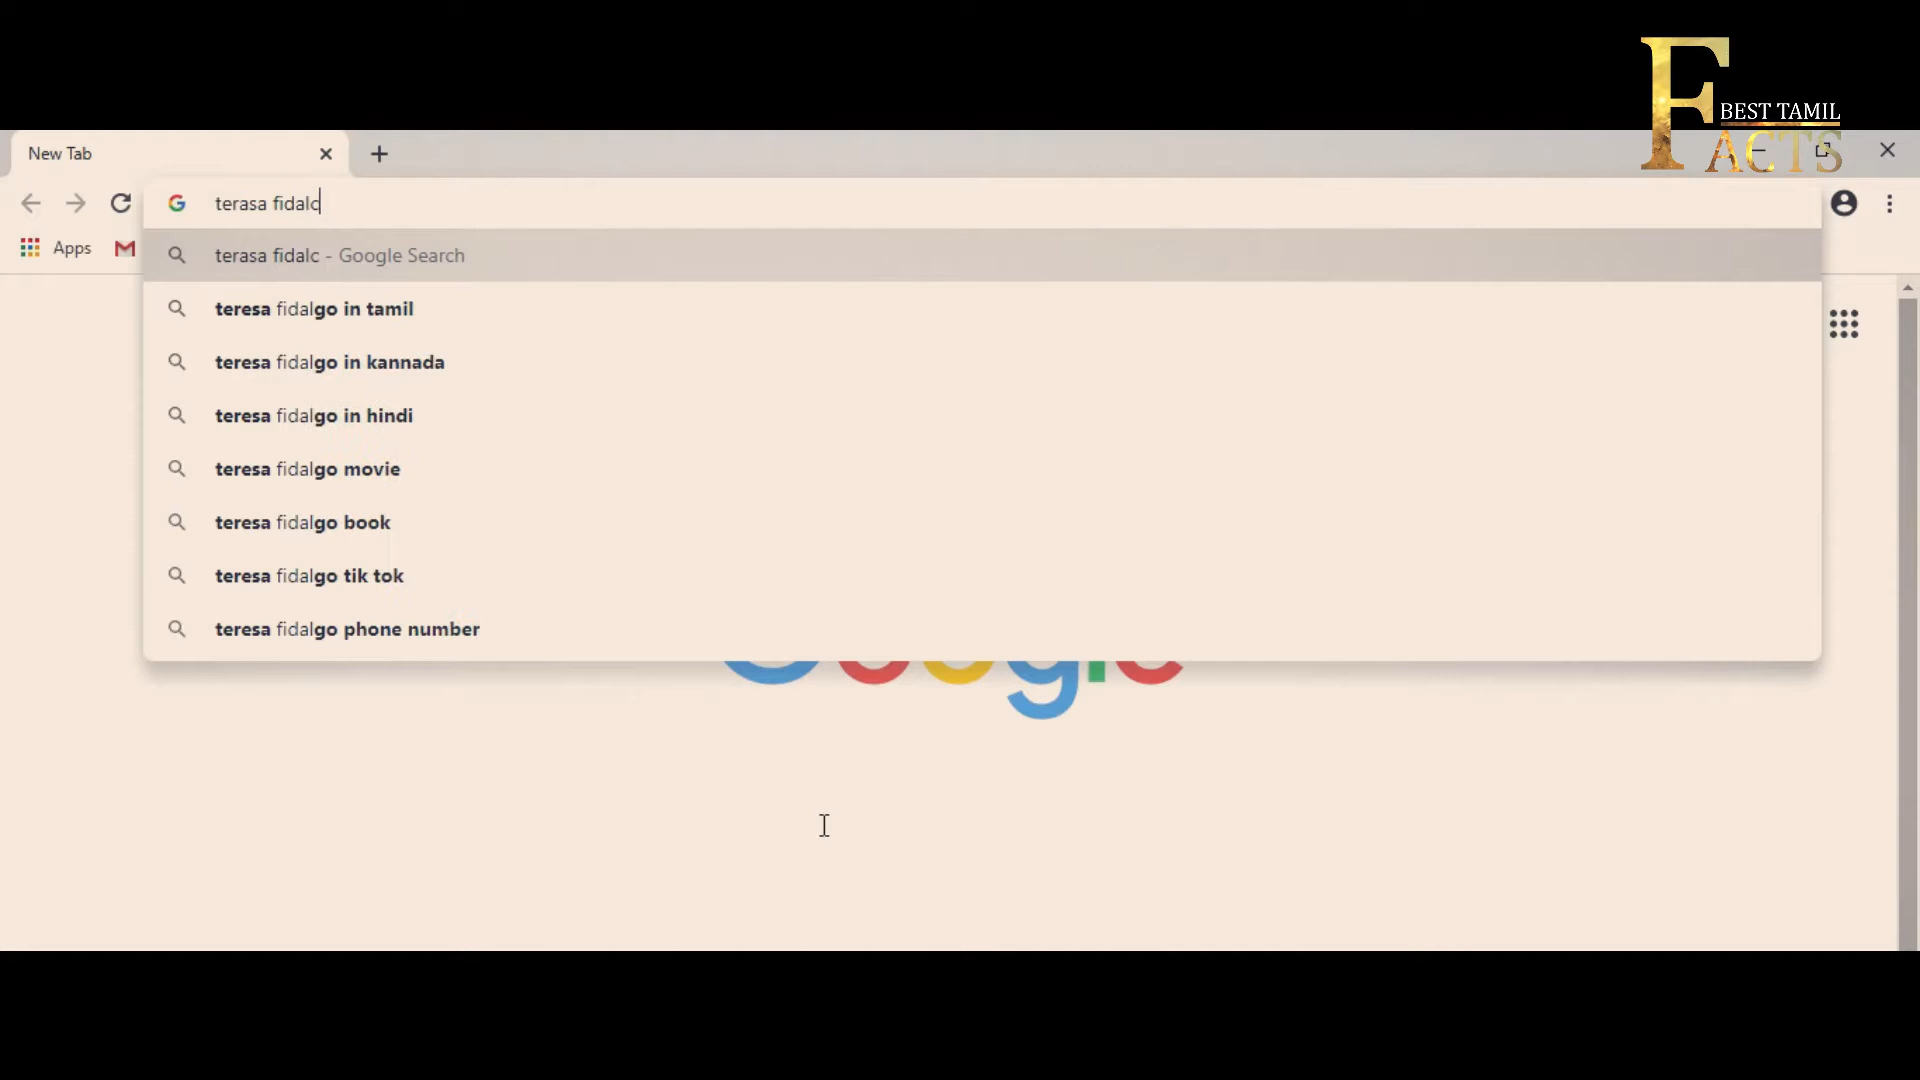 BEST TAMIL
FACTS
New Tab
terasa fidalc
terasa fidalc - Google Search
Apps
teresa fidalgo in tamil
teresa fidalgo in kannada
teresa fidalgo in hindi
teresa fidalgo movie
teresa fidalgo book
teresa fidalgo tik tok
teresa fidalgo phone number
Google